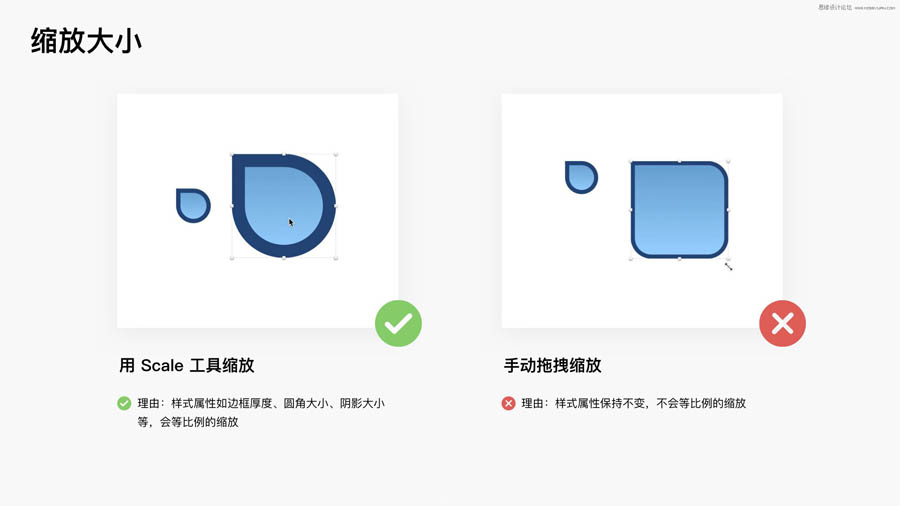 思缘设计论坛
缩放大小
用 Scale 工具缩放
手动拖拽缩放
理由：样式属性如边框厚度、圆角大小、阴影大小
等，会等比例的缩放
理由：样式属性保持不变，不会等比例的缩放